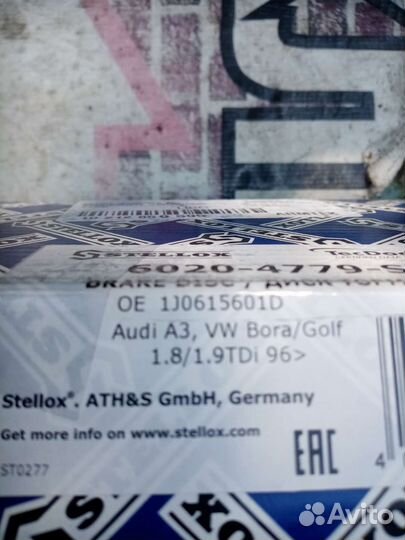 STELLOX
6020-4779-S
BRAKE DISC / ДИСК
OE 1J0615601D
Audi A3, VW Bora/Golf
1.8/1.9TDi 96>
Stellox®. ATH&S GmbH, Germany
Get more info on www.stellox.com
EAC
4
ST0277
Avito